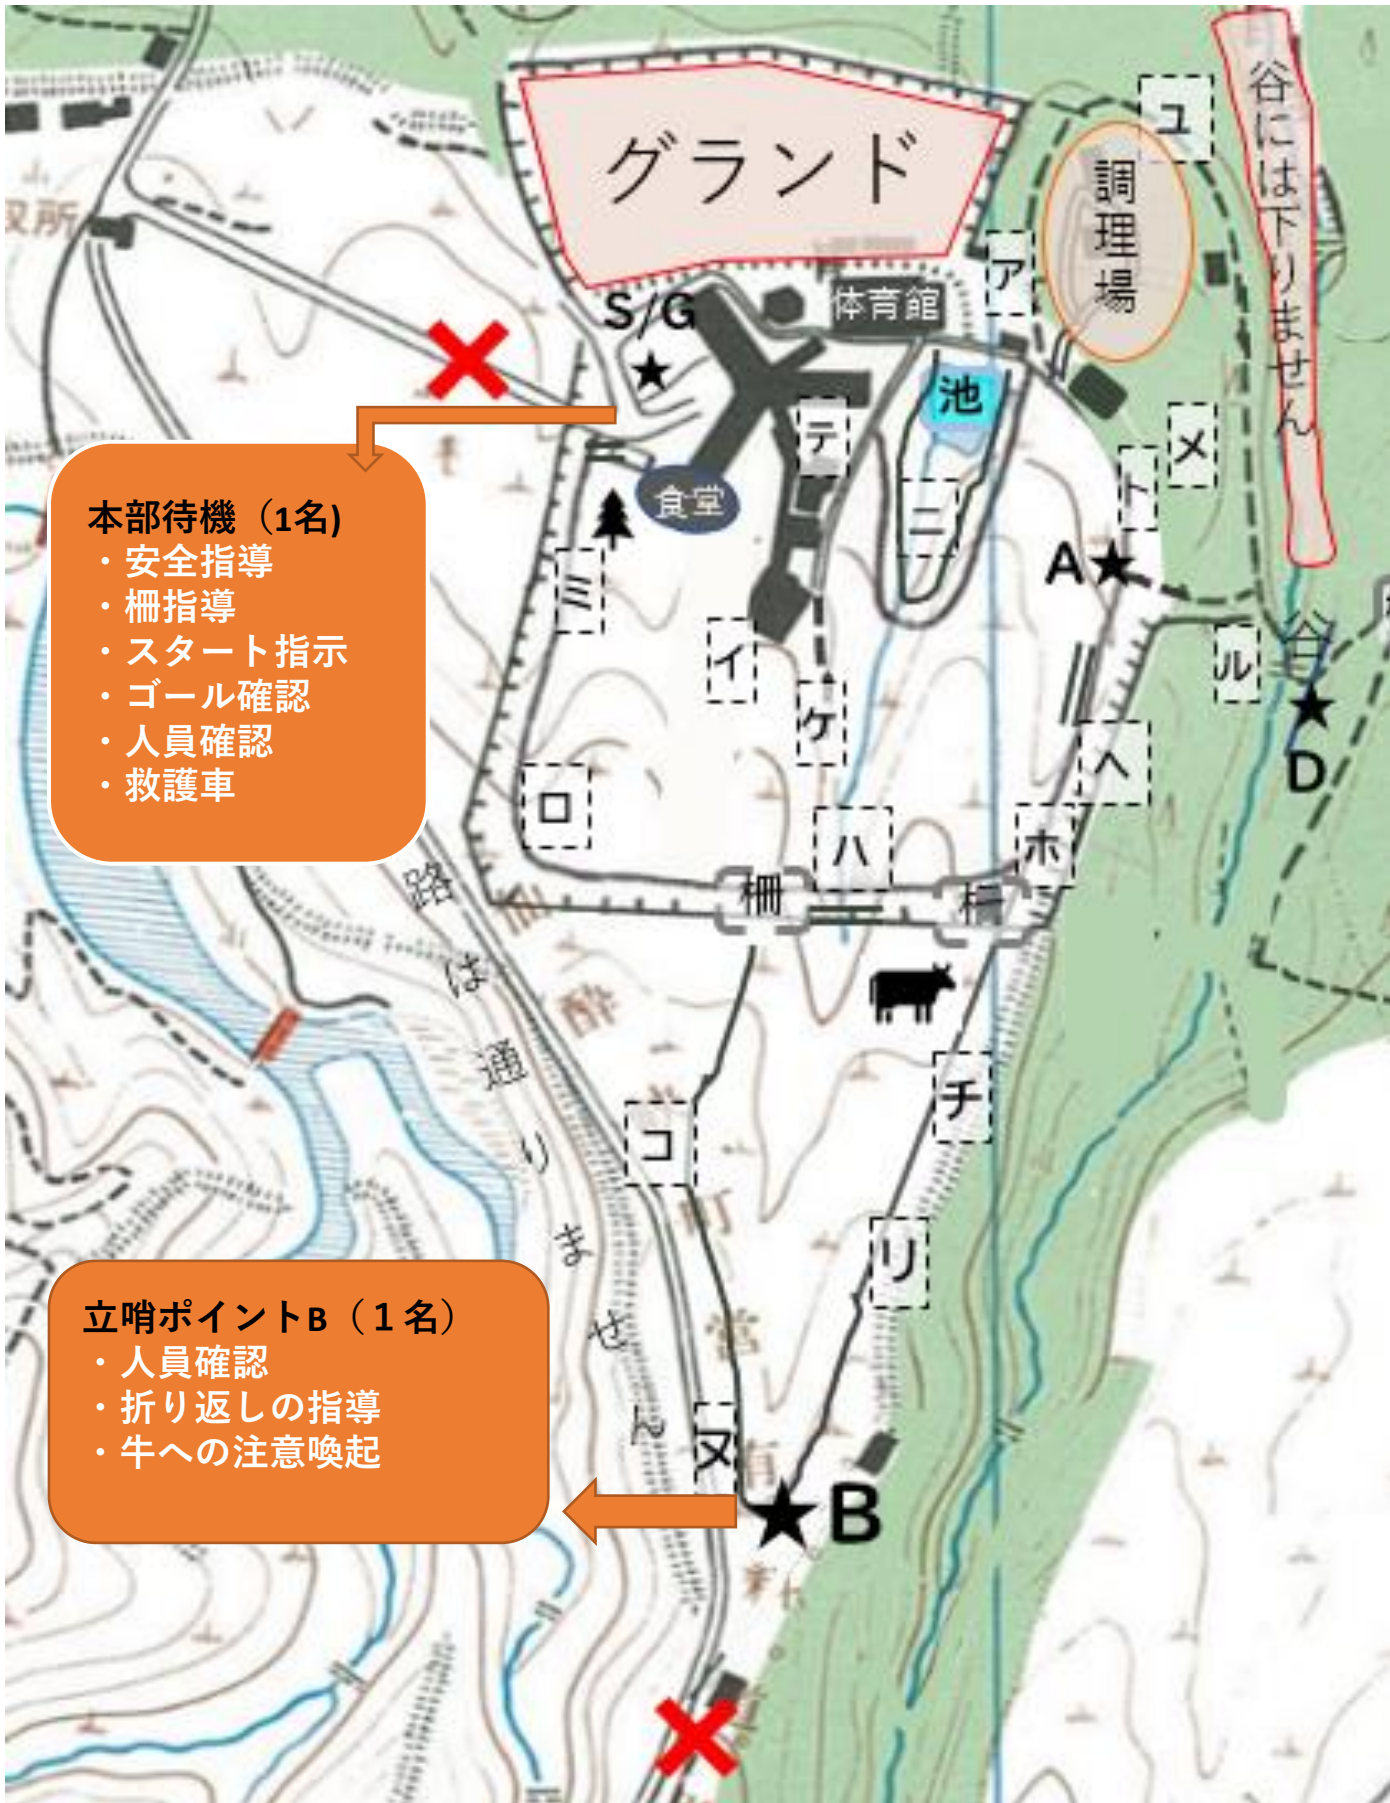 グランド
ユ
調理場
谷には下りません
ア
体育館
S/G
池
テ
メ
ト
食堂
ニ
A
ミ
イ
ル
谷
D
ケ
ヘ
ロ
ハ
ホ
柵
本部待機（1名)
・安全指導
・柵指導
・スタート指示
・ゴール確認
・人員確認
・救護車
路は通りません
チ
コ
町
リ
営
立哨ポイントB（１名）
・人員確認
・折り返しの指導
・牛への注意喚起
ヌ
B